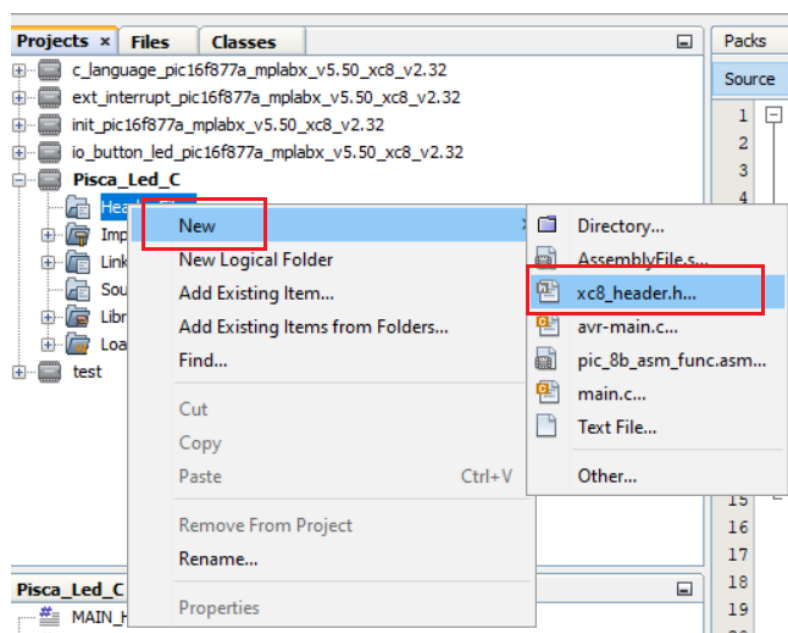 Projects × Files Classes
Packs
c_language_pic16f877a_mplabx_v5.50_xc8_v2.32
Source
ext_interrupt_pic16f877a_mplabx_v5.50_xc8_v2.32
init_pic16f877a_mplabx_v5.50_xc8_v2.32
io_button_led_pic16f877a_mplabx_v5.50_xc8_v2.32
Pisca_Led_C
test
New
New Logical Folder
Add Existing Item...
Add Existing Items from Folders...
Find...
Cut
Copy
Paste Ctrl+V
Remove From Project
Rename...
Properties
Directory...
AssemblyFile.s...
xc8_header.h...
avr-main.c...
pic_8b_asm_func.asm...
main.c...
Text File...
Other...
1
2
3
4
15
16
17
18
19
Pisca_Led_C